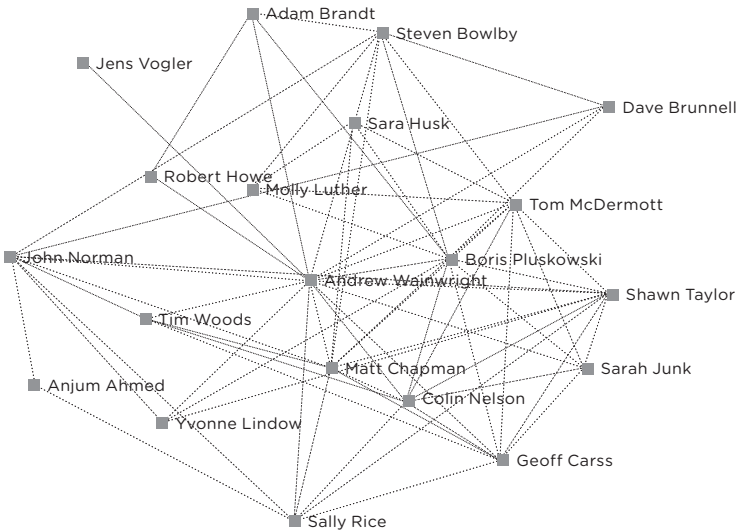 Adam Brandt
Steven Bowlby
Jens Vogler
Dave Brunnell
Sara Husk
Robert Howe
Molly Luther
Tom McDermott
John Norman
Boris Pluskowski
Andrew Wainwright
Shawn Taylor
Tim Woods
Matt Chapman
Sarah Junk
Anjum Ahmed
Colin Nelson
Yvonne Lindow
Geoff Carss
Sally Rice